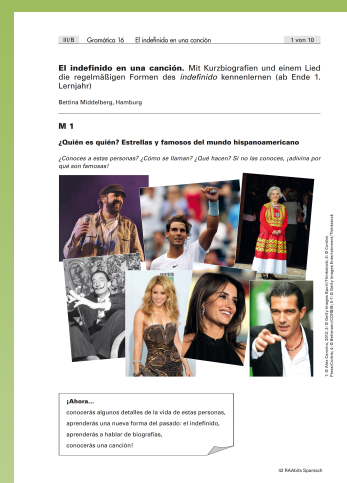 III/B Gramática 16 El indefinido en una canción 1 von 10
El indefinido en una canción. Mit Kurzbiografien und einem Lied
die regelmäßigen Formen des indefinido kennenlernen (ab Ende 1.
Lernjahr)
Bettina Middelberg, Hamburg
M 1
¿Quién es quién? Estrellas y famosos del mundo hispanoamericano
¿Conoces a estas personas? ¿Cómo se llaman? ¿Qué hacen? Si no las conoces, ¡adivina por
qué son famosas!
¡Ahora...
conocerás algunos detalles de la vida de estas personas,
aprenderás una nueva forma del pasado: el indefinido,
aprenderás a hablar de biografías,
conocerás una canción!
RAAbits Spanisch